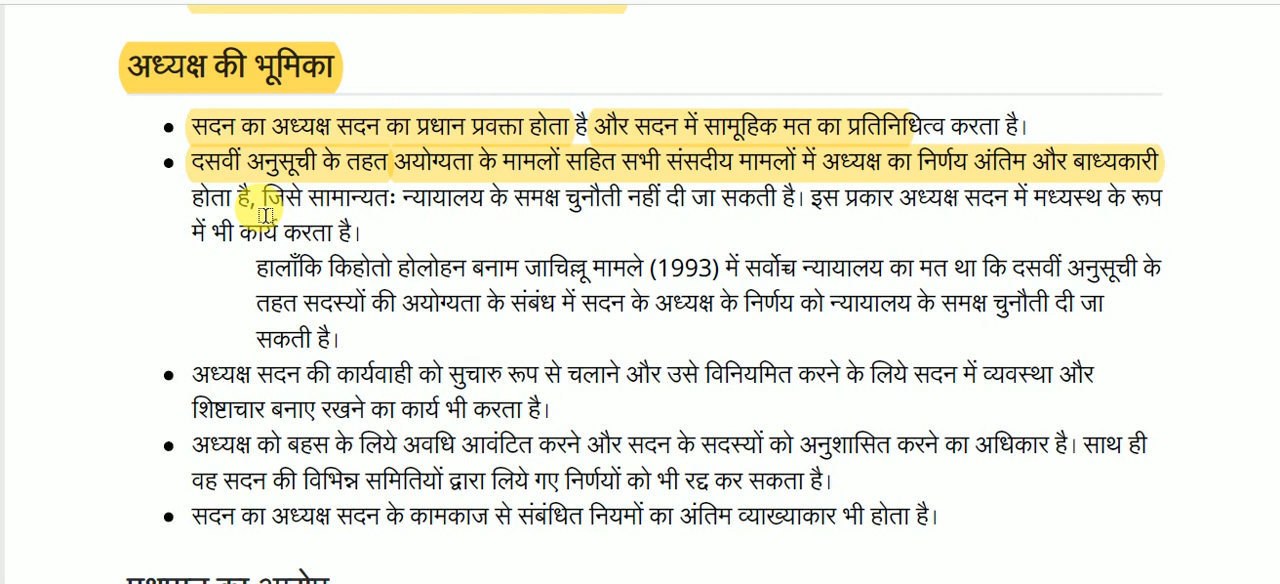 अध्यक्ष की भूमिका
सदन का अध्यक्ष सदन का प्रधान प्रवक्ता होता है और सदन में सामूहिक मत का प्रतिनिधित्व करता है।
दसवीं अनुसूची के तहत अयोग्यता के मामलों सहित सभी संसदीय मामलों में अध्यक्ष का निर्णय अंतिम और बाध्यकारी
होता है, जिसे सामान्यतः न्यायालय के समक्ष चुनौती नहीं दी जा सकती है। इस प्रकार अध्यक्ष सदन में मध्यस्थ के रूप
में भी कार्य करता है।
हालाँकि किहोतो होलोहन बनाम जाचिल्लू मामले (1993) में सर्वोच्च न्यायालय का मत था कि दसवीं अनुसूची के
तहत सदस्यों की अयोग्यता के संबंध में सदन के अध्यक्ष के निर्णय को न्यायालय के समक्ष चुनौती दी जा
सकती है।
अध्यक्ष सदन की कार्यवाही को सुचारु रूप से चलाने और उसे विनियमित करने के लिये सदन में व्यवस्था और
शिष्टाचार बनाए रखने का कार्य भी करता है।
अध्यक्ष को बहस के लिये अवधि आवंटित करने और सदन के सदस्यों को अनुशासित करने का अधिकार है। साथ ही
वह सदन की विभिन्न समितियों द्वारा लिये गए निर्णयों को भी रद्द कर सकता है।
सदन का अध्यक्ष सदन के कामकाज से संबंधित नियमों का अंतिम व्याख्याकार भी होता है।